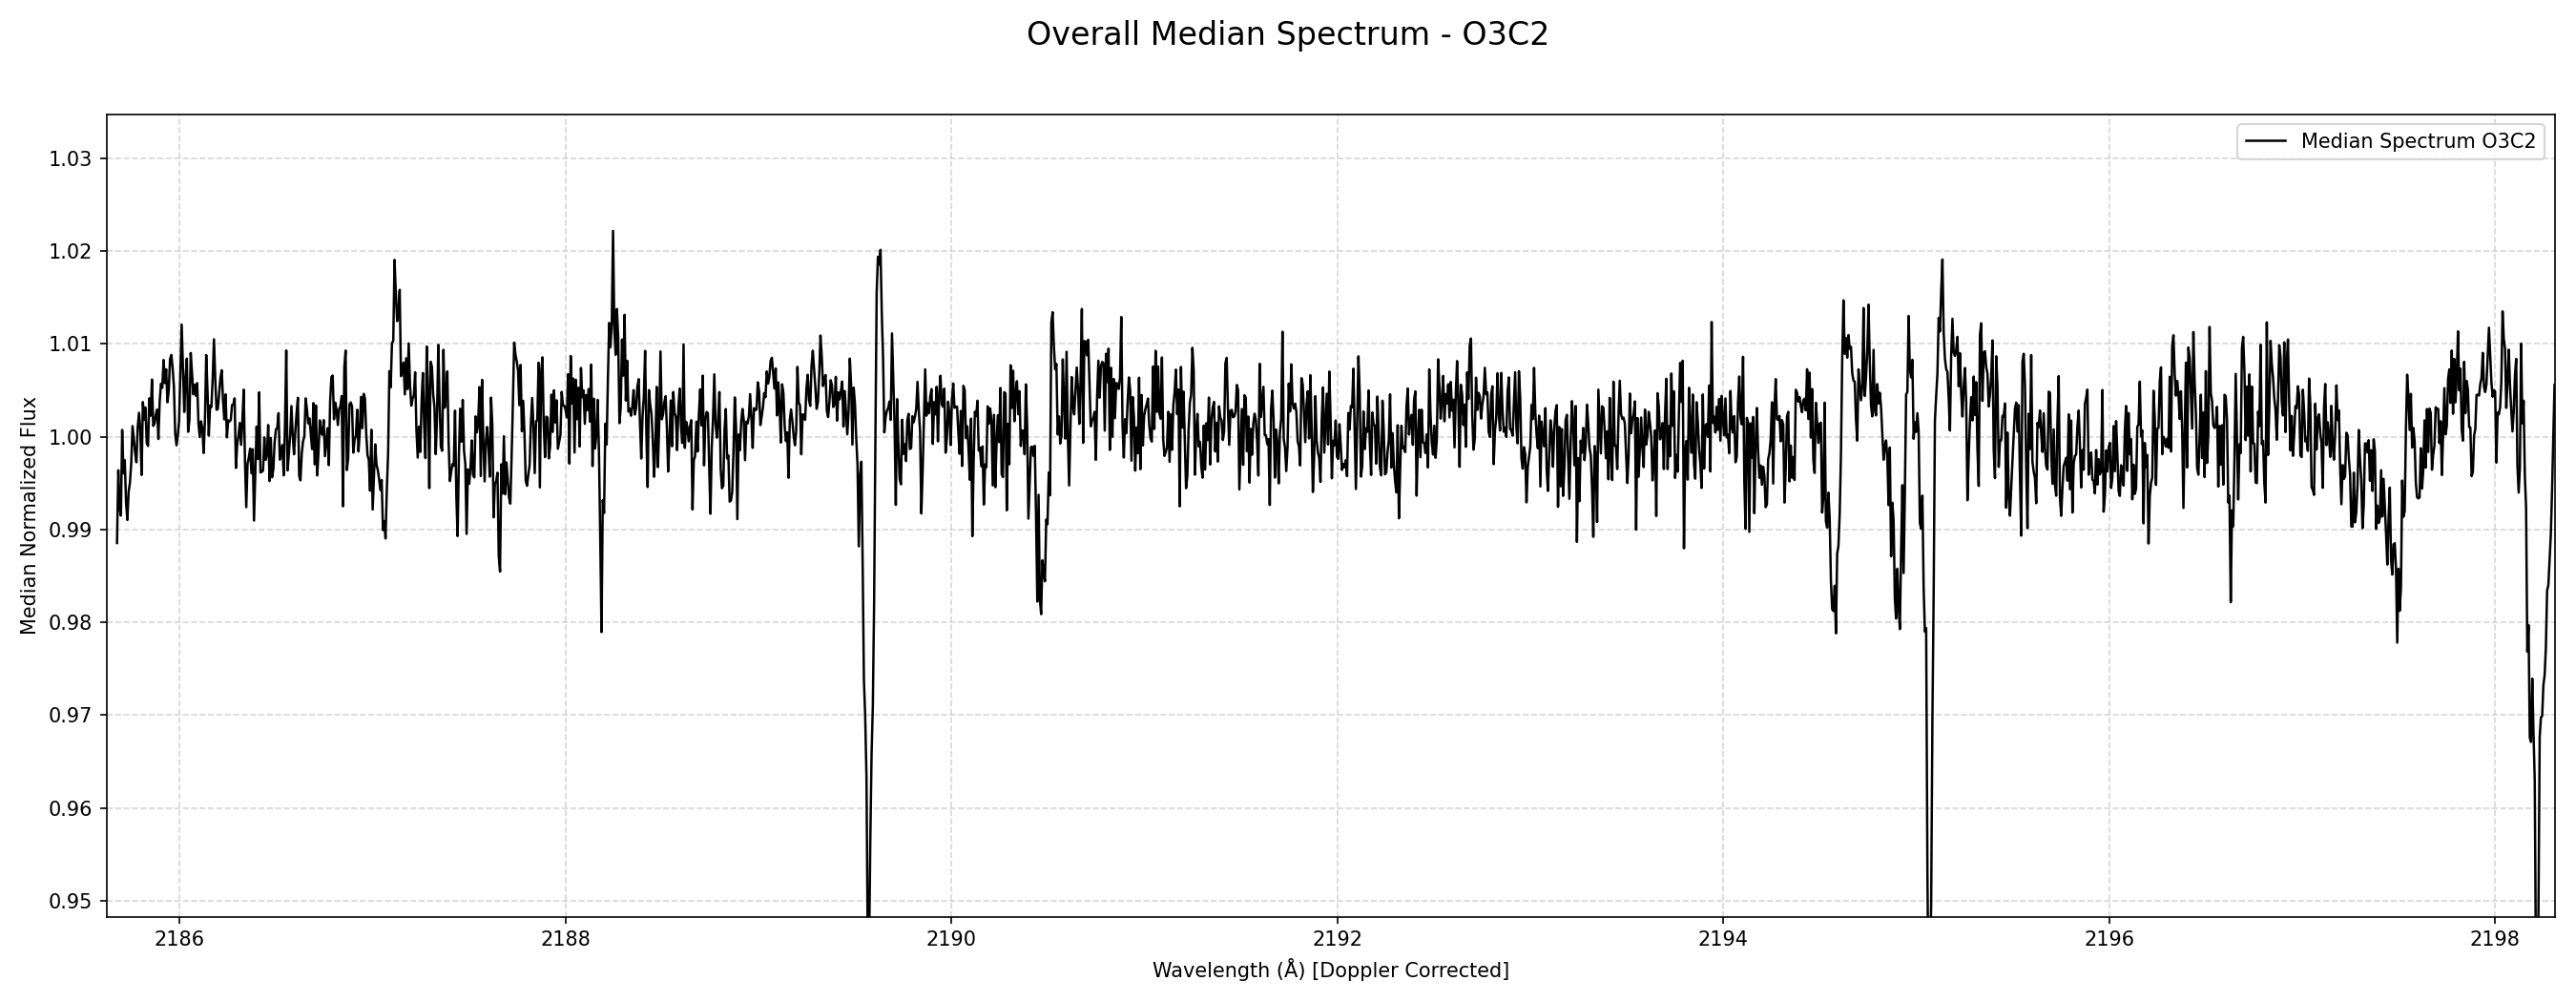 Overall Median Spectrum - O3C2
Median Spectrum O3C2
Median Normalized Flux
1.03
1.02
1.01
1.00
0.99
0.98
0.97
0.96
0.95
2186 2188 2190 2192 2194 2196 2198
Wavelength (Å) [Doppler Corrected]